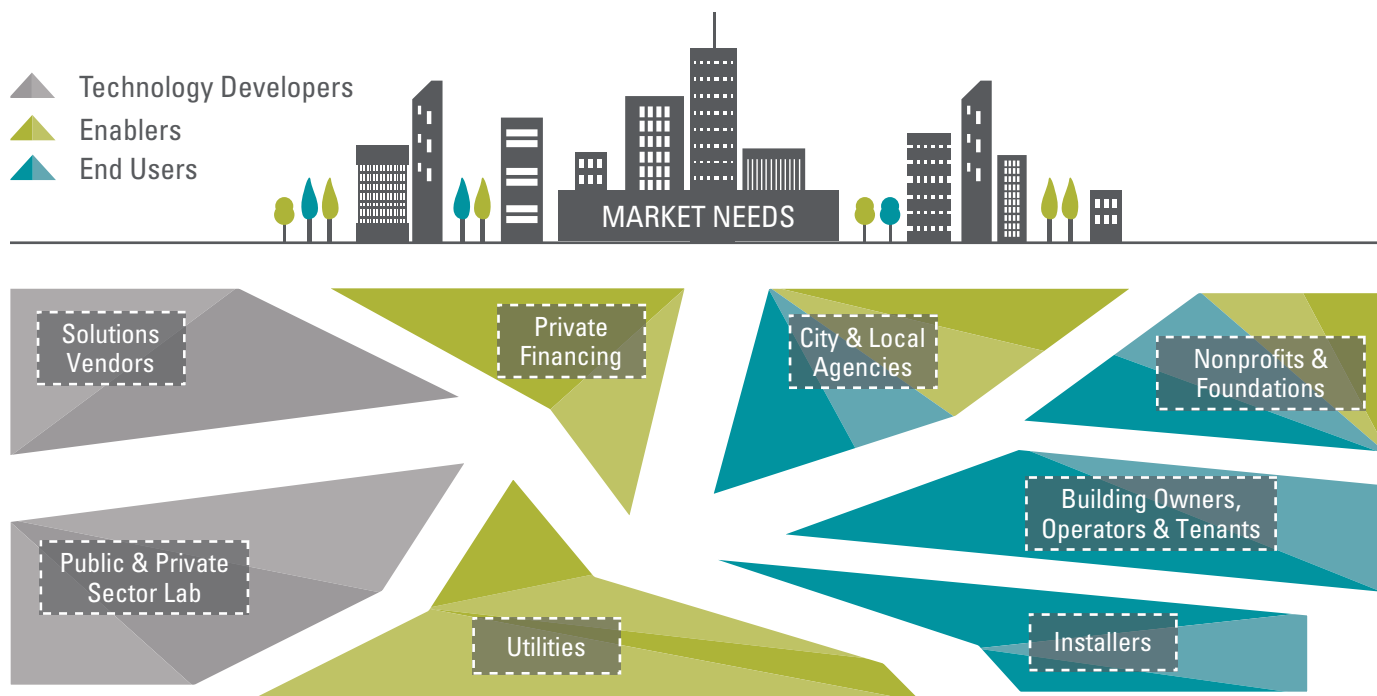 Technology Developers
Enablers
End Users
MARKET NEEDS
Solutions
Vendors
Private
Financing
City & Local
Agencies
Nonprofits &
Foundations
Public & Private
Sector Lab
Utilities
Building Owners,
Operators & Tenants
Installers